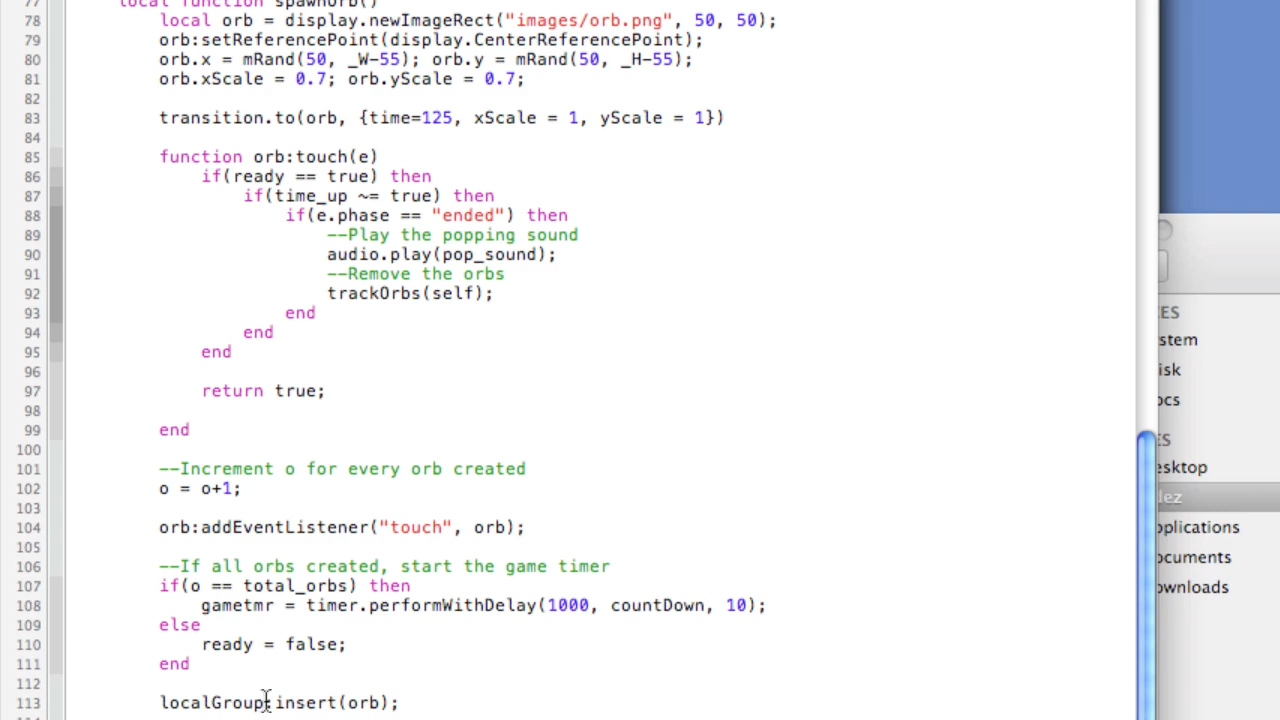 77 local function spawnOrb()
78 local orb = display.newImageRect("images/orb.png", 50, 50);
79 orb:setReferencePoint(display.CenterReferencePoint);
80 orb.x = mRand(50, _W-55); orb.y = mRand(50, _H-55);
81 orb.xScale = 0.7; orb.yScale = 0.7;
82
83 transition.to(orb, {time=125, xScale = 1, yScale = 1})
84
85 function orb:touch(e)
86 if(ready == true) then
87 if(time_up ~= true) then
88 if(e.phase == "ended") then
89 --Play the popping sound
90 audio.play(pop_sound);
91 --Remove the orbs
92 trackOrbs(self);
93 end
94 end
95 end
96
97 return true;
98
99 end
100
101 --Increment o for every orb created
102 o = o+1;
103
104 orb:addEventListener("touch", orb);
105
106 --If all orbs created, start the game timer
107 if(o == total_orbs) then
108 gametmr = timer.performWithDelay(1000, countDown, 10);
109 else
110 ready = false;
111 end
112
113 localGroup:insert(orb);
ES
stem
isk
ocs
ES
esktop
lez
pplications
ocuments
ownloads